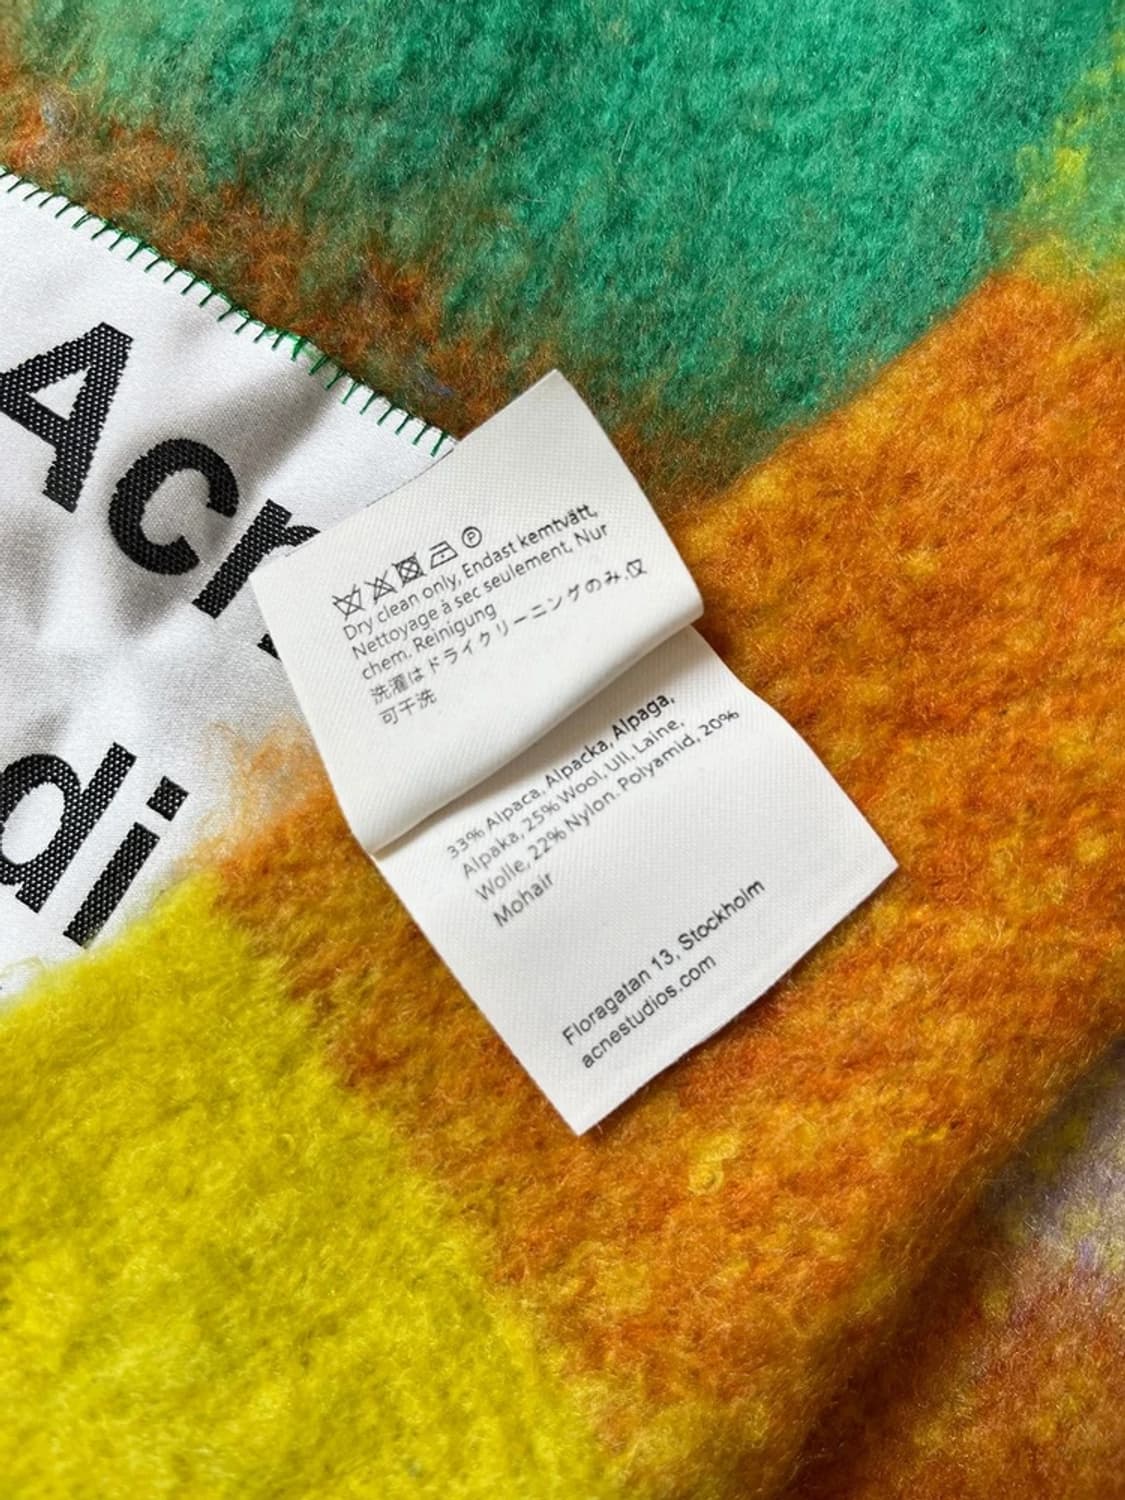 Acn
di
Dry clean only, Endast kemtvätt,
Nettoyage à sec seulement, Nur
chem. Reinigung
洗濯はドライクリーニングのみ.仅
可干洗
33% Alpaca, Alpacka, Alpaga,
Alpaka, 25% Wool, Ull, Laine,
Wolle, 22% Nylon. Polyamid, 20%
Mohair
Floragatan 13, Stockholm
acnestudios.com